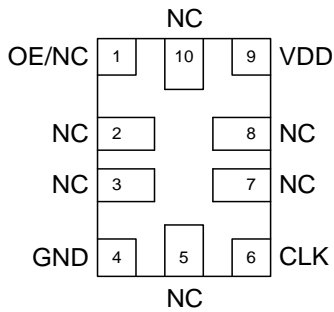 NC
OE/NC 1 10 9 VDD
NC 2 8 NC
NC 3 7 NC
GND 4 5 6 CLK
NC